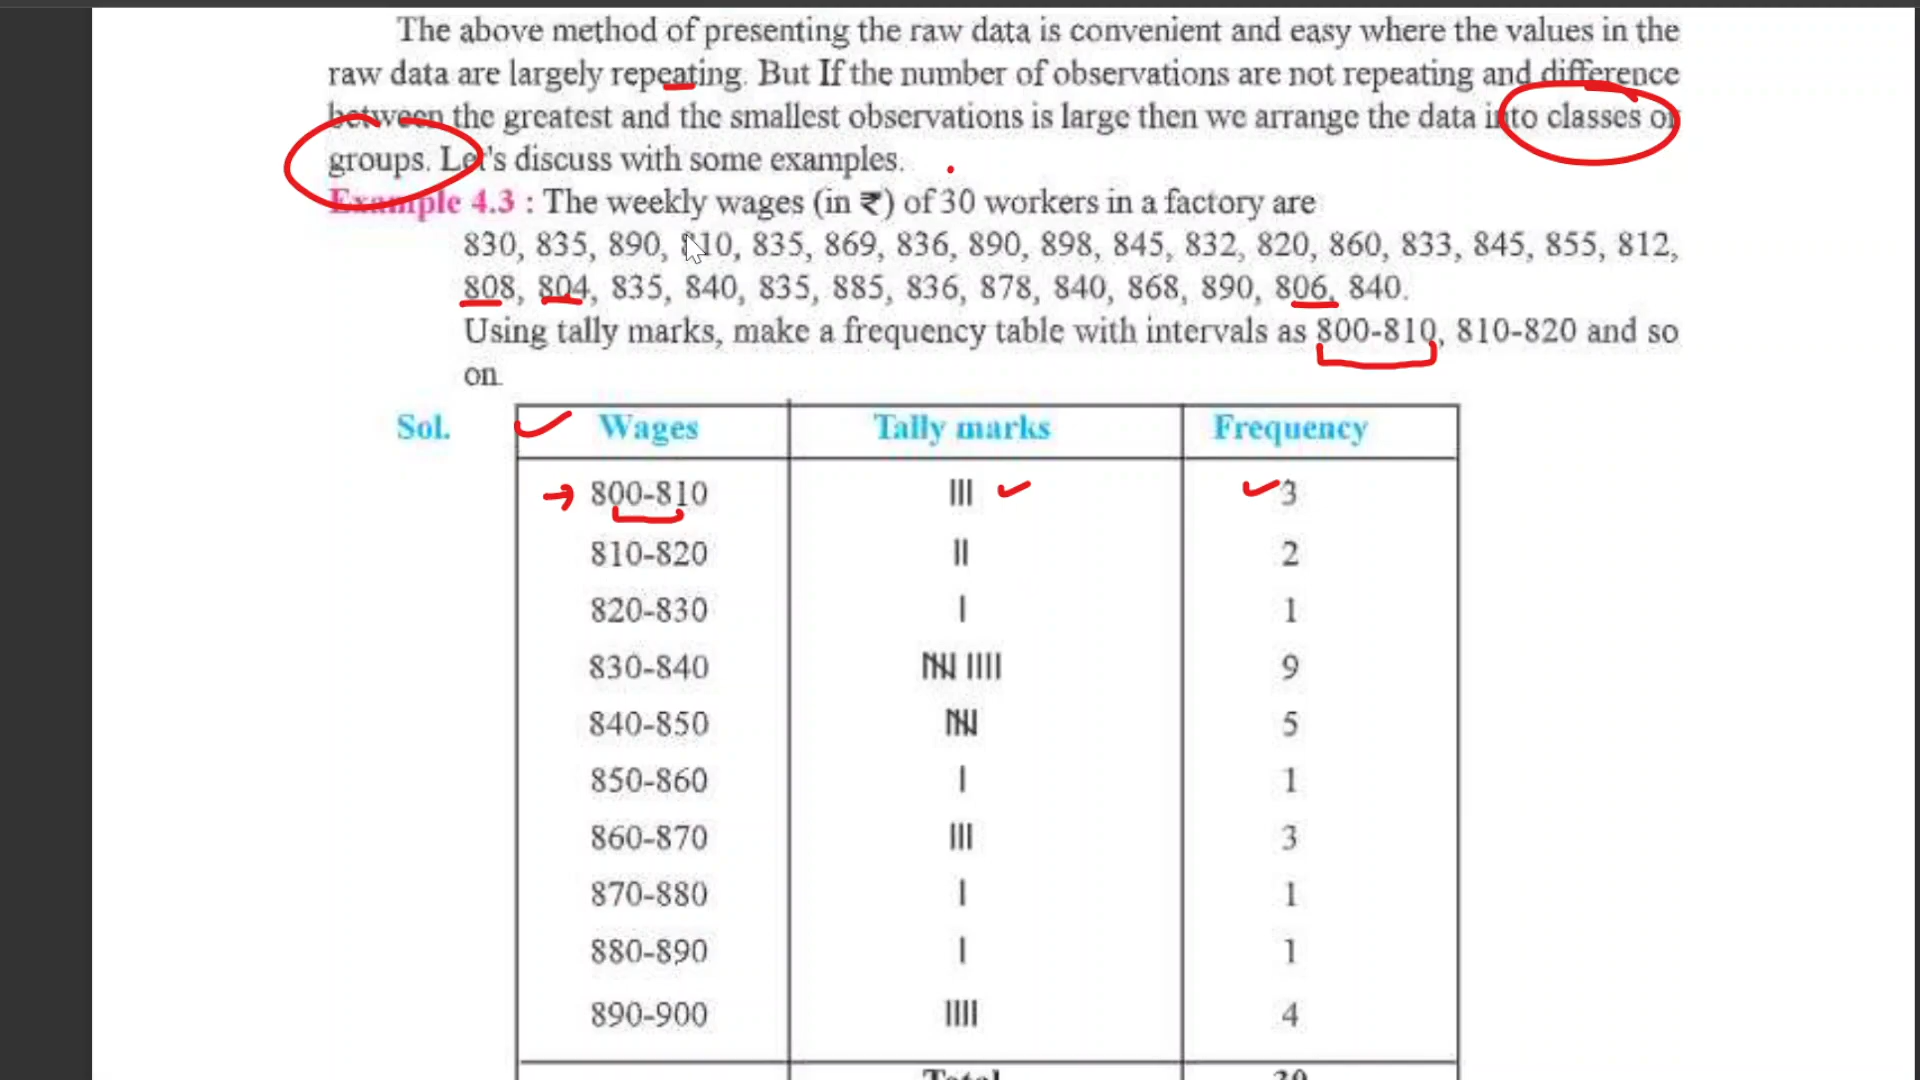 The above method of presenting the raw data is convenient and easy where the values in the
raw data are largely repeating. But If the number of observations are not repeating and difference
between the greatest and the smallest observations is large then we arrange the data into classes or
groups. Let's discuss with some examples.
Example 4.3 : The weekly wages (in ₹) of 30 workers in a factory are
830, 835, 890, 810, 835, 869, 836, 890, 898, 845, 832, 820, 860, 833, 845, 855, 812,
808, 804, 835, 840, 835, 885, 836, 878, 840, 868, 890, 806, 840.
Using tally marks, make a frequency table with intervals as 800-810, 810-820 and so
on.
Sol. Wages Tally marks Frequency
800-810 ||| 3
810-820 || 2
820-830 | 1
830-840 𝍸 |||| 9
840-850 𝍸 5
850-860 | 1
860-870 ||| 3
870-880 | 1
880-890 | 1
890-900 |||| 4
Total 30